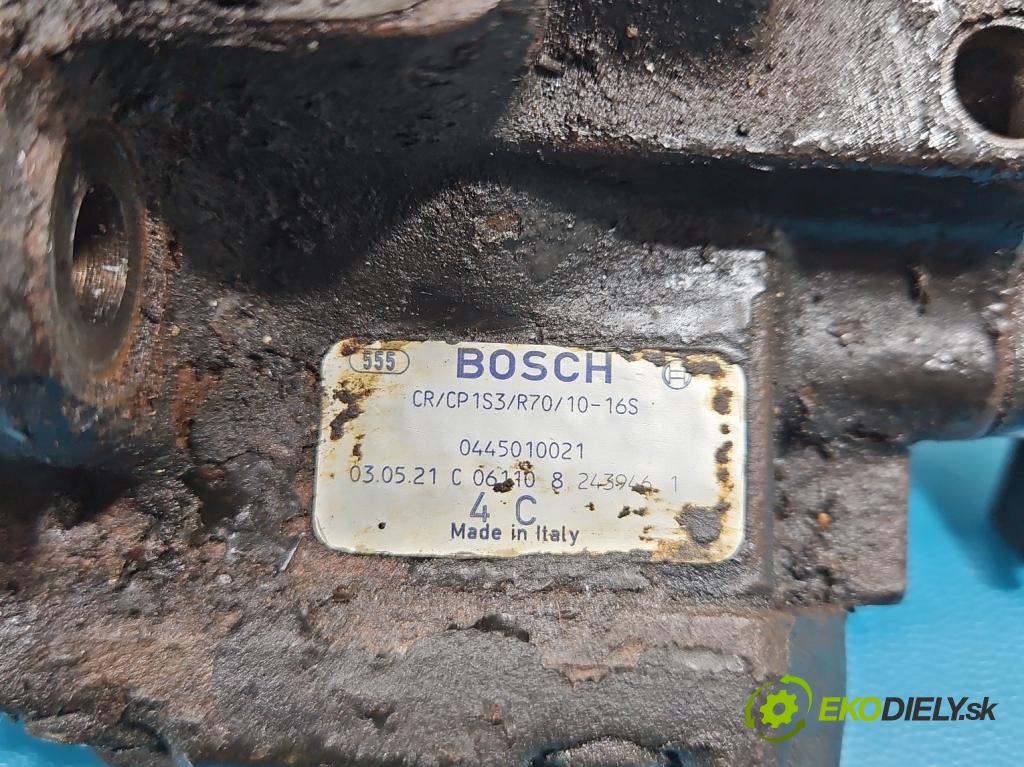 555 BOSCH
CR/CP1S3/R70/10-16S
0445010021
03.05.21 C 06110 8 243946 1
4 C
Made in Italy
EKODIELY.sk